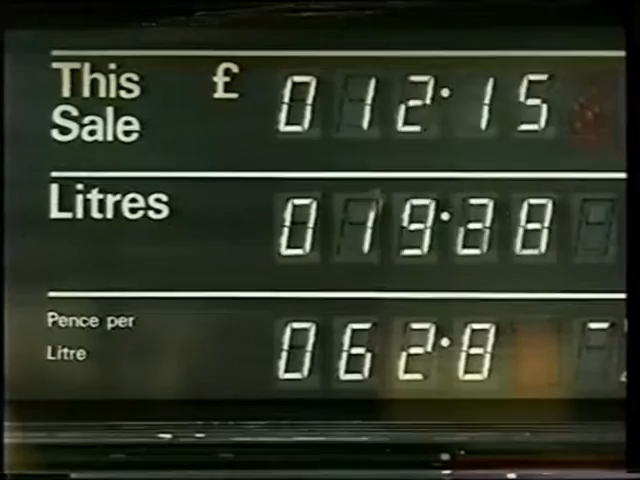 This £ 012·15
Sale
Litres 019·28
Pence per 062·8
Litre